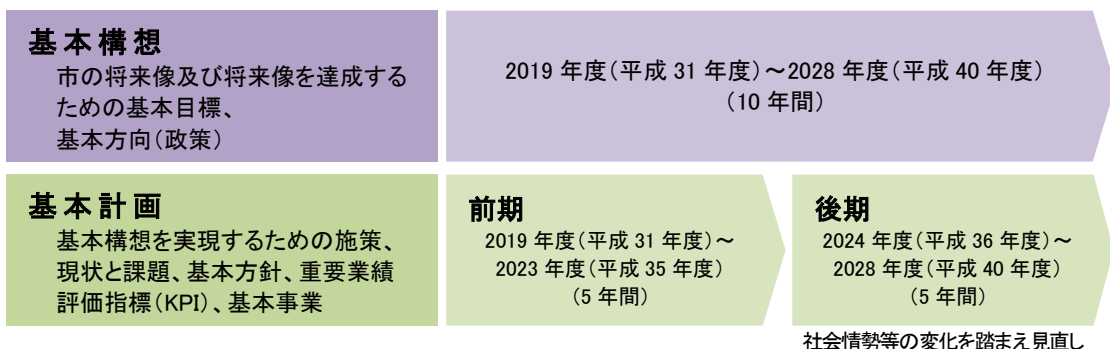 基本構想
市の将来像及び将来像を達成する
ための基本目標、
基本方向（政策）
2019 年度（平成 31 年度）～2028 年度（平成 40 年度）
（10 年間）
基本計画
基本構想を実現するための施策、
現状と課題、基本方針、重要業績
評価指標（KPI）、基本事業
前期
2019 年度（平成 31 年度）～
2023 年度（平成 35 年度）
（5 年間）
後期
2024 年度（平成 36 年度）～
2028 年度（平成 40 年度）
（5 年間）
社会情勢等の変化を踏まえ見直し